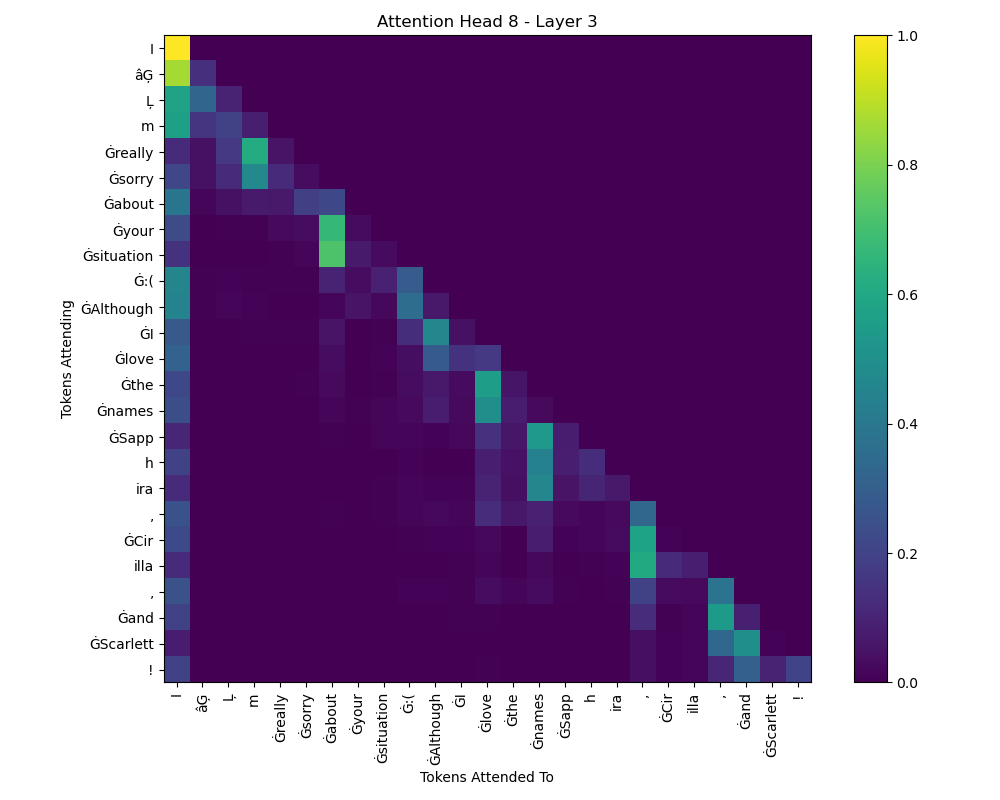 Attention Head 8 - Layer 3
Tokens Attending
I
âĢ
Ļ
m
Ġreally
Ġsorry
Ġabout
Ġyour
Ġsituation
Ġ:(
ĠAlthough
ĠI
Ġlove
Ġthe
Ġnames
ĠSapp
h
ira
,
ĠCir
illa
,
Ġand
ĠScarlett
!
I
âĢ
Ļ
m
Ġreally
Ġsorry
Ġabout
Ġyour
Ġsituation
Ġ:(
ĠAlthough
ĠI
Ġlove
Ġthe
Ġnames
ĠSapp
h
ira
,
ĠCir
illa
,
Ġand
ĠScarlett
!
Tokens Attended To
1.0
0.8
0.6
0.4
0.2
0.0